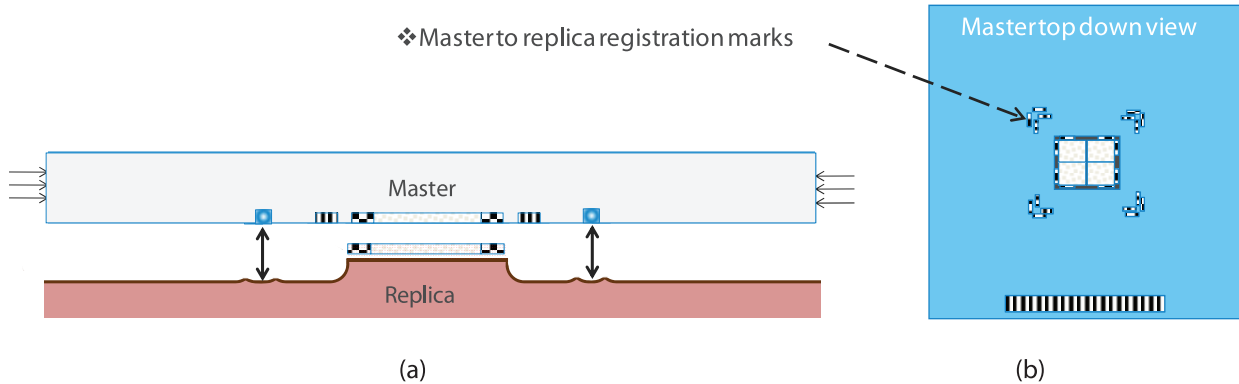 ❖Master to replica registration marks
Master top down view
Master
Replica
(a)
(b)